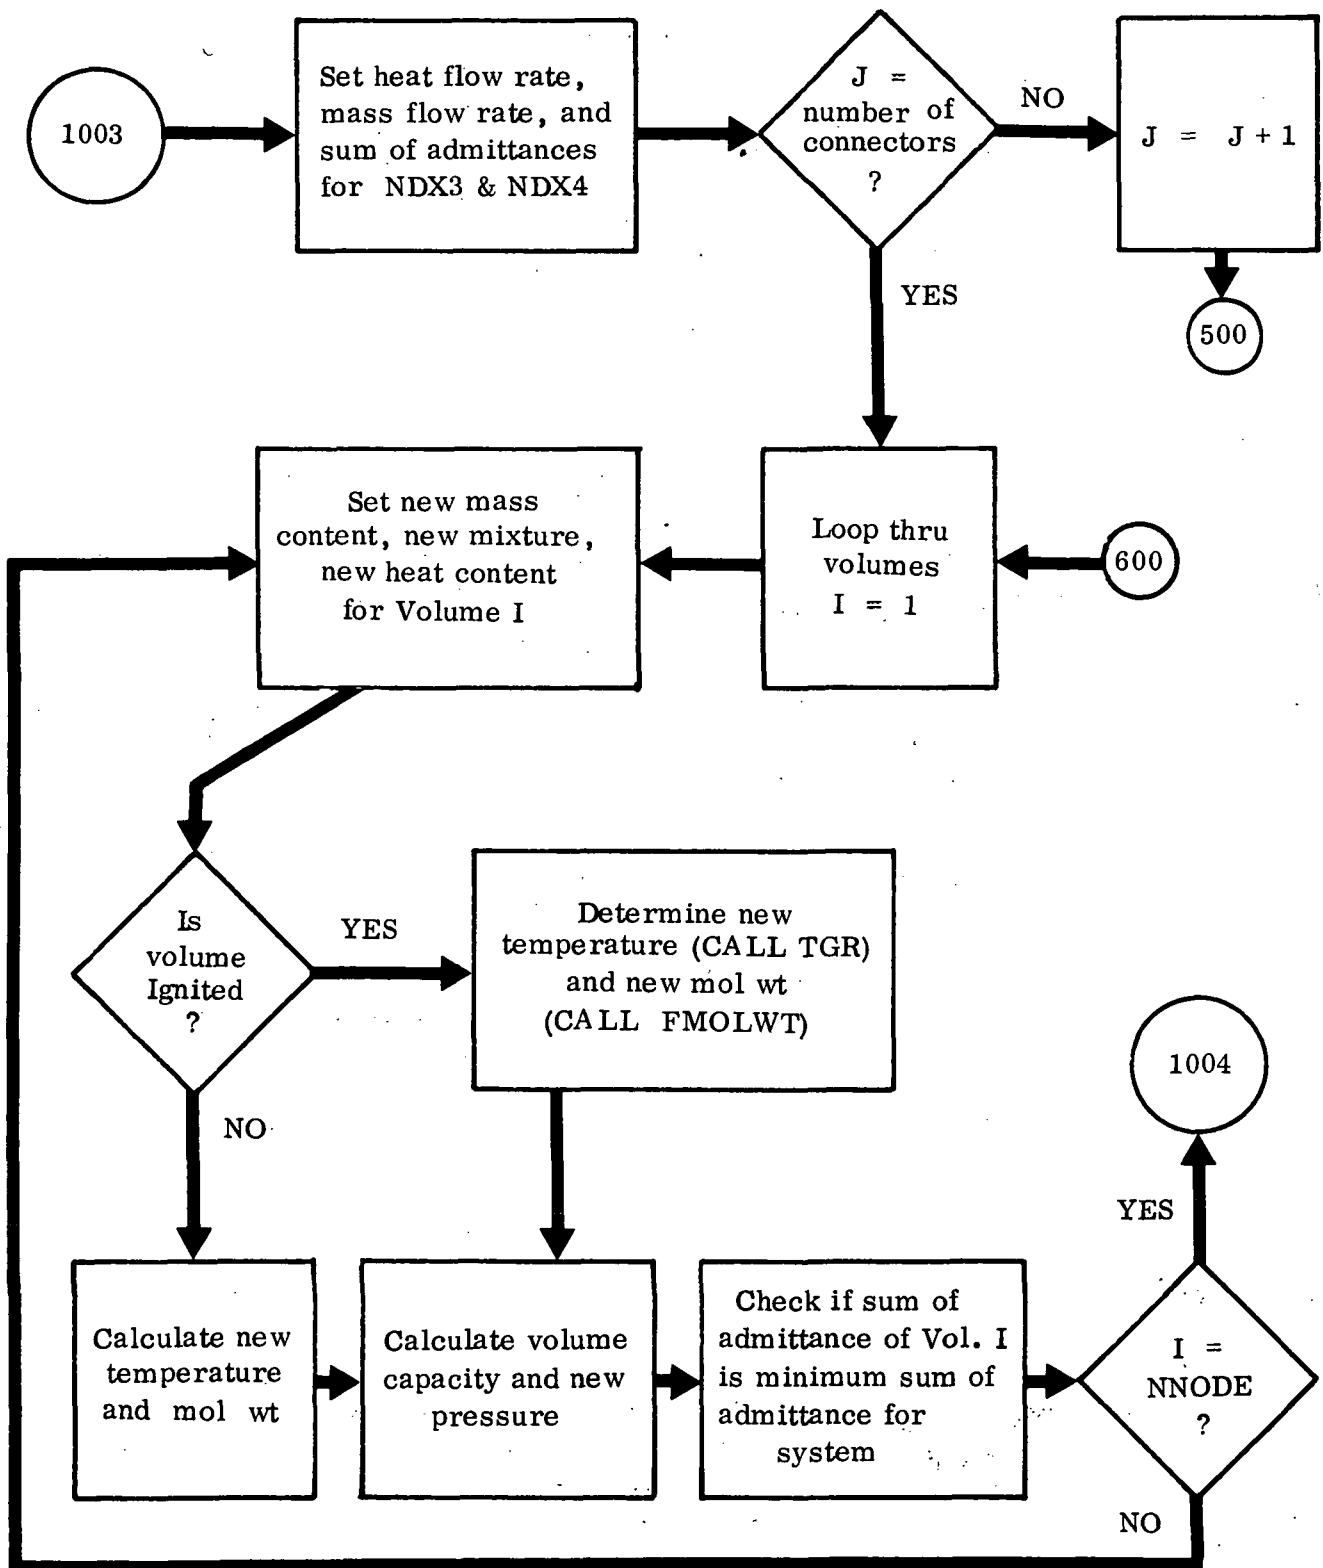 1003
Set heat flow rate,
mass flow rate, and
sum of admittances
for NDX3 & NDX4
J =
number of
connectors
?
NO
J = J + 1
YES
500
Set new mass
content, new mixture,
new heat content
for Volume I
Loop thru
volumes
I = 1
600
Is
volume
Ignited
?
YES
Determine new
temperature (CALL TGR)
and new mol wt
(CALL FMOLWT)
1004
NO
YES
Calculate new
temperature
and mol wt
Calculate volume
capacity and new
pressure
Check if sum of
admittance of Vol. I
is minimum sum of
admittance for
system
I =
NNODE
?
NO